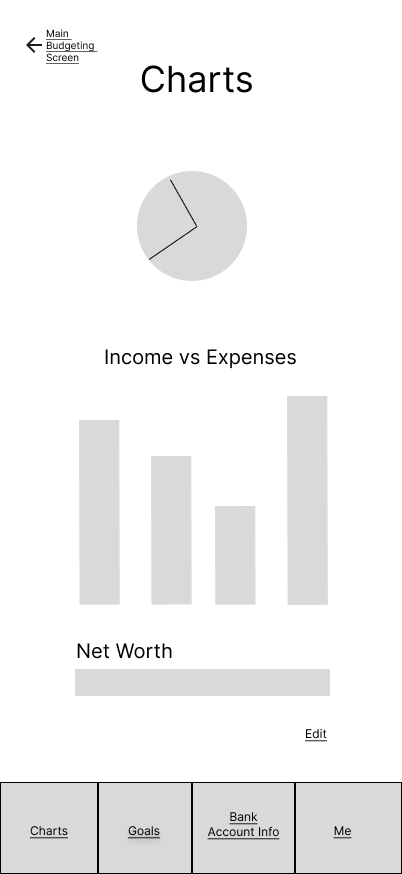 Main
Budgeting
Screen
Charts
Income vs Expenses
Net Worth
Edit
Charts
Goals
Bank
Account Info
Me